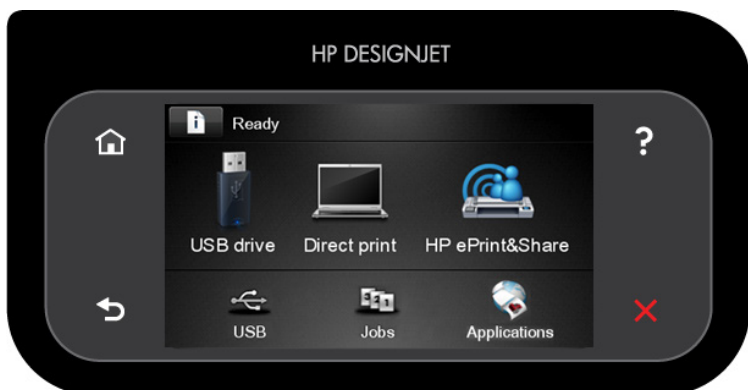 HP DESIGNJET
?
i Ready
USB drive Direct print HP ePrint&Share
USB Jobs Applications